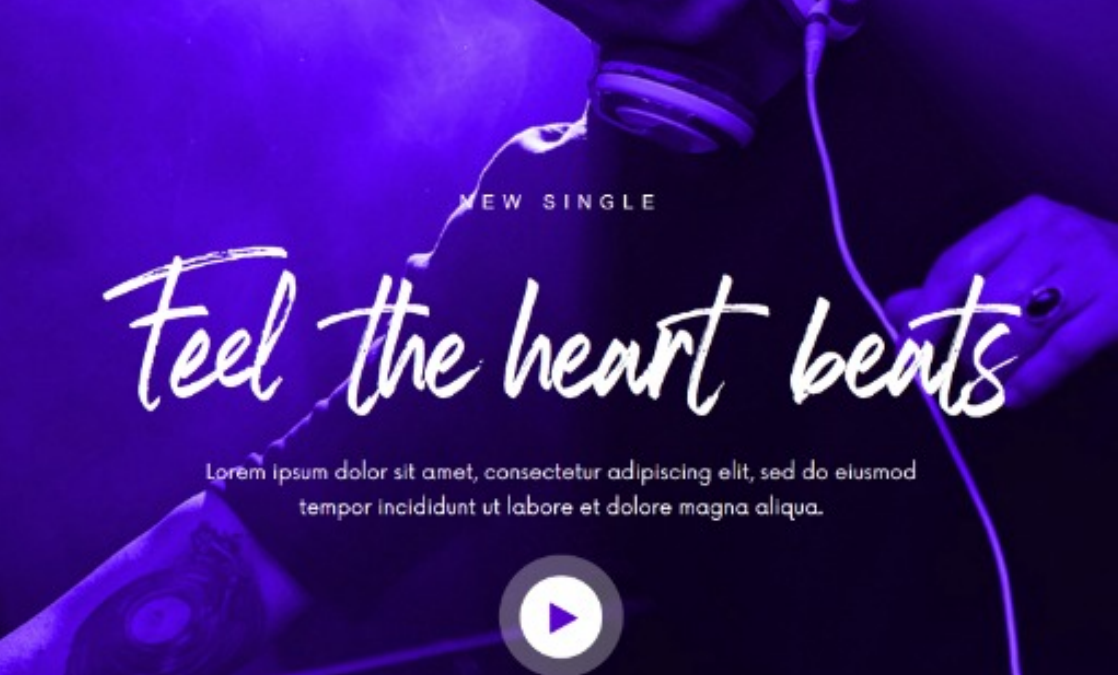 NEW SINGLE
Feel the heart beats
Lorem ipsum dolor sit amet, consectetur adipiscing elit, sed do eiusmod
tempor incididunt ut labore et dolore magna aliqua.